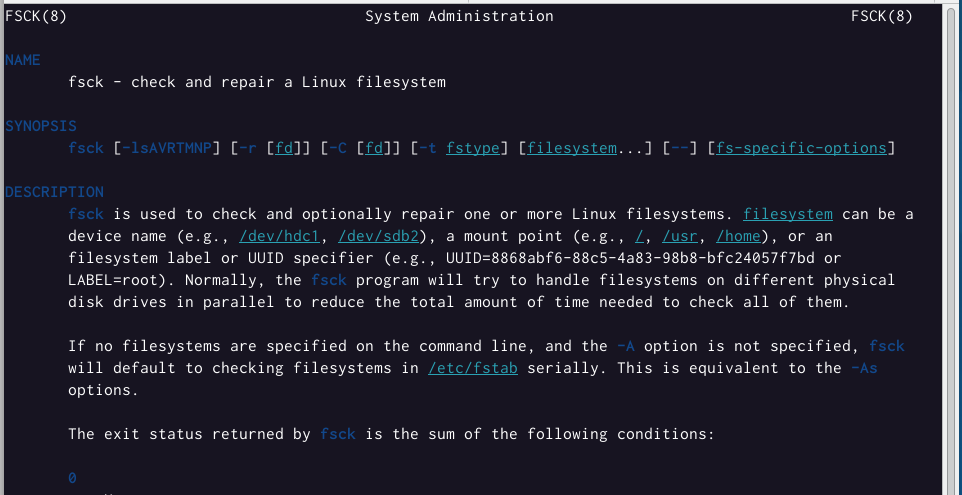 FSCK(8) System Administration FSCK(8)
NAME
fsck - check and repair a Linux filesystem
SYNOPSIS
fsck [-lsAVRTMNP] [-r [fd]] [-C [fd]] [-t fstype] [filesystem...] [--] [fs-specific-options]
DESCRIPTION
fsck is used to check and optionally repair one or more Linux filesystems. filesystem can be a
device name (e.g., /dev/hdc1, /dev/sdb2), a mount point (e.g., /, /usr, /home), or an
filesystem label or UUID specifier (e.g., UUID=8868abf6-88c5-4a83-98b8-bfc24057f7bd or
LABEL=root). Normally, the fsck program will try to handle filesystems on different physical
disk drives in parallel to reduce the total amount of time needed to check all of them.
If no filesystems are specified on the command line, and the -A option is not specified, fsck
will default to checking filesystems in /etc/fstab serially. This is equivalent to the -As
options.
The exit status returned by fsck is the sum of the following conditions:
0